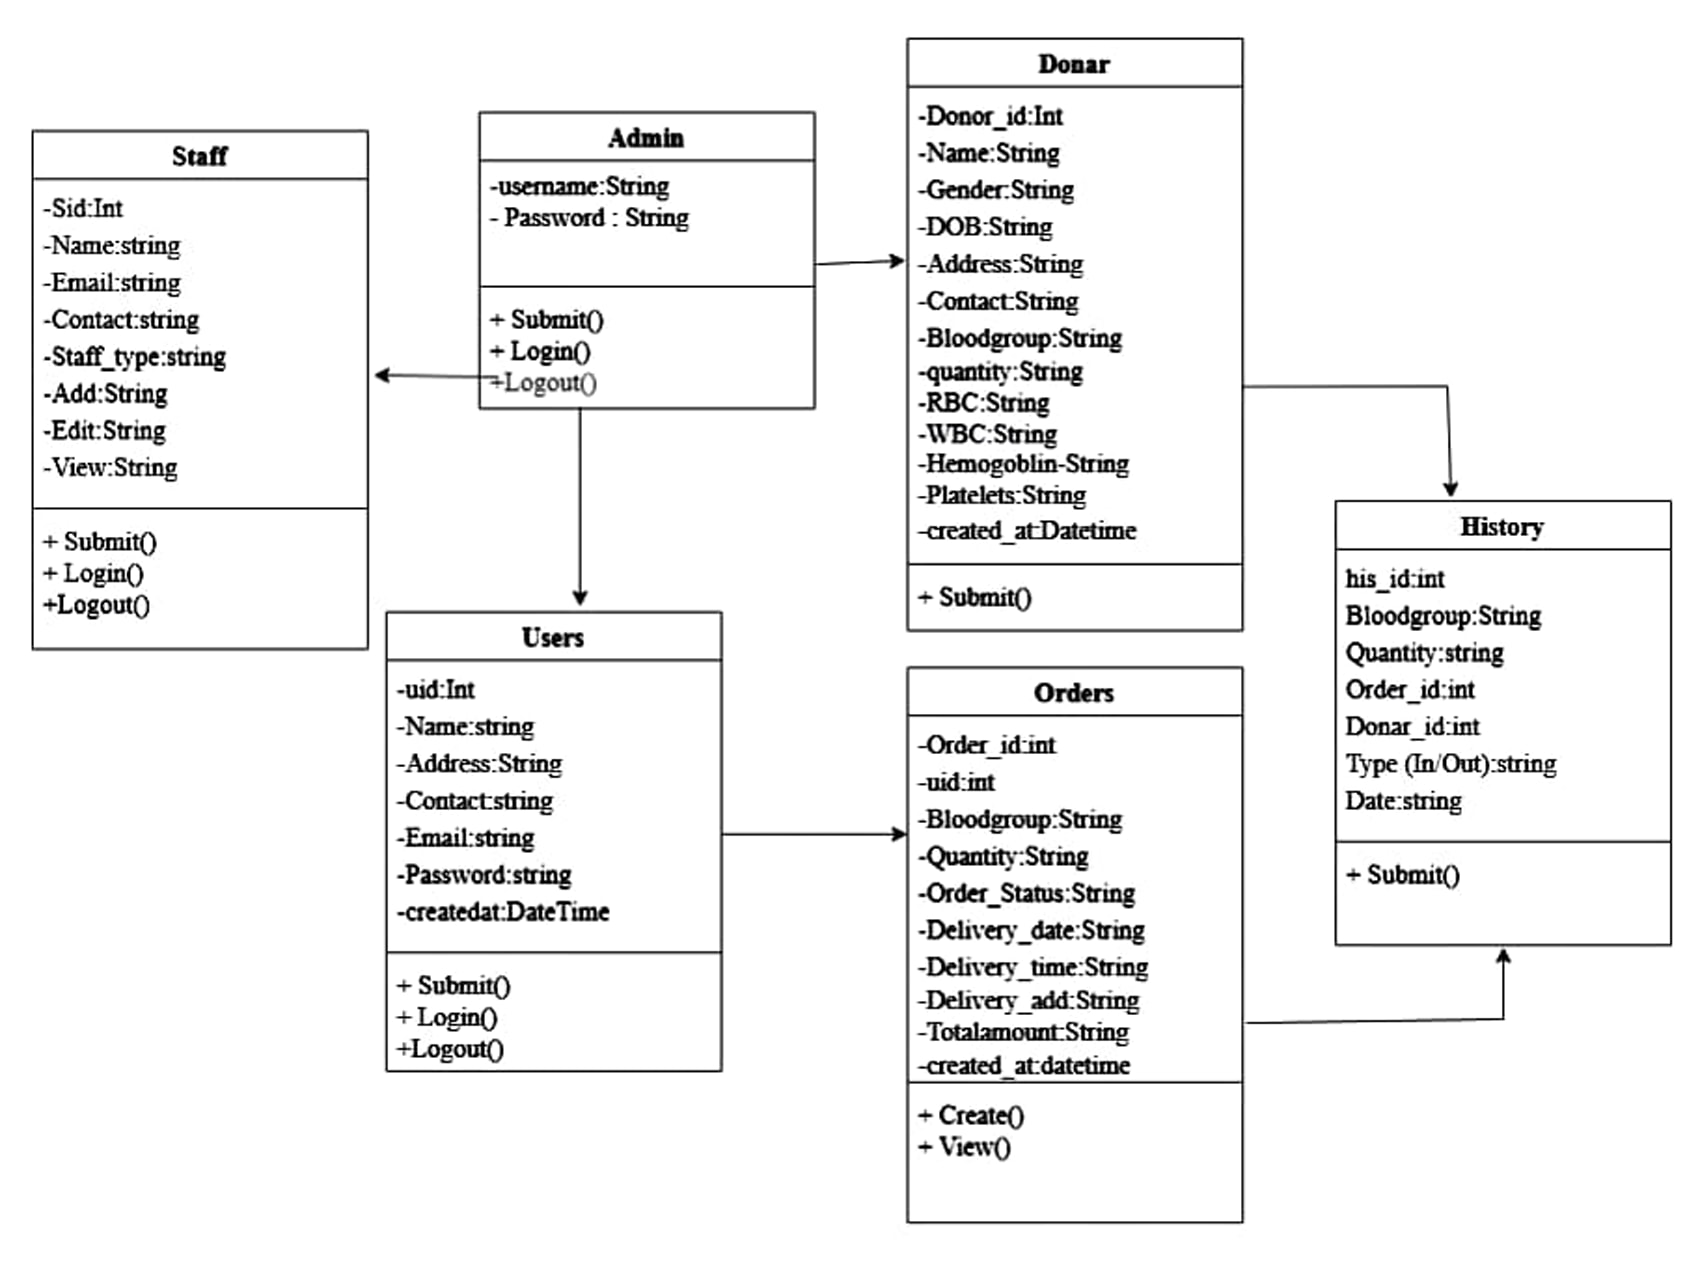 Staff
-Sid:Int
-Name:string
-Email:string
-Contact:string
-Staff_type:string
-Add:String
-Edit:String
-View:String
+ Submit()
+ Login()
+Logout()
Admin
-username:String
- Password : String
+ Submit()
+ Login()
+Logout()
Donar
-Donor_id:Int
-Name:String
-Gender:String
-DOB:String
-Address:String
-Contact:String
-Bloodgroup:String
-quantity:String
-RBC:String
-WBC:String
-Hemogoblin-String
-Platelets:String
-created_at:Datetime
+ Submit()
Users
-uid:Int
-Name:string
-Address:String
-Contact:string
-Email:string
-Password:string
-createdat:DateTime
+ Submit()
+ Login()
+Logout()
Orders
-Order_id:int
-uid:int
-Bloodgroup:String
-Quantity:String
-Order_Status:String
-Delivery_date:String
-Delivery_time:String
-Delivery_add:String
-Totalamount:String
-created_at:datetime
+ Create()
+ View()
History
his_id:int
Bloodgroup:String
Quantity:string
Order_id:int
Donar_id:int
Type (In/Out):string
Date:string
+ Submit()